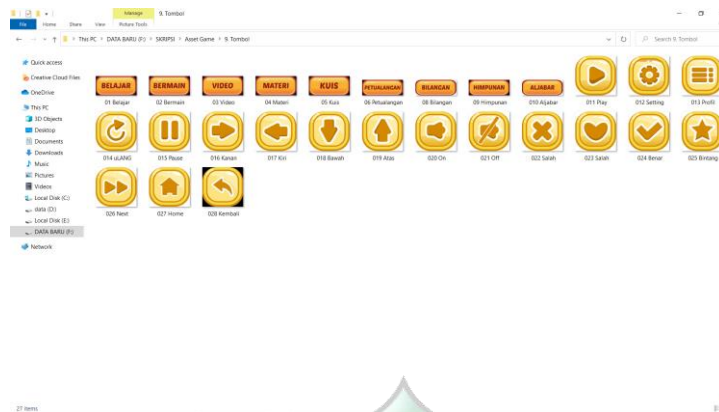 Manage 9. Tombol
File Home Share View Picture Tools
This PC > DATA BARU (F:) > SKRIPSI > Asset Game > 9. Tombol
Search 9. Tombol
Quick access
Creative Cloud Files
OneDrive
This PC
3D Objects
Desktop
Documents
Downloads
Music
Pictures
Videos
Local Disk (C:)
data (D:)
Local Disk (E:)
DATA BARU (F:)
Network
BELAJAR BERMAIN VIDEO MATERI KUIS PETUALANGAN BILANGAN HIMPUNAN ALJABAR
01 Belajar 02 Bermain 03 Video 04 Materi 05 Kuis 06 Petualangan 08 Bilangan 09 Himpunan 010 Aljabar 011 Play 012 Setting 013 Profil
014 uLANG 015 Pause 016 Kanan 017 Kiri 018 Bawah 019 Atas 020 On 021 Off 022 Salah 023 Salah 024 Benar 025 Bintang
026 Next 027 Home 028 Kembali
27 items